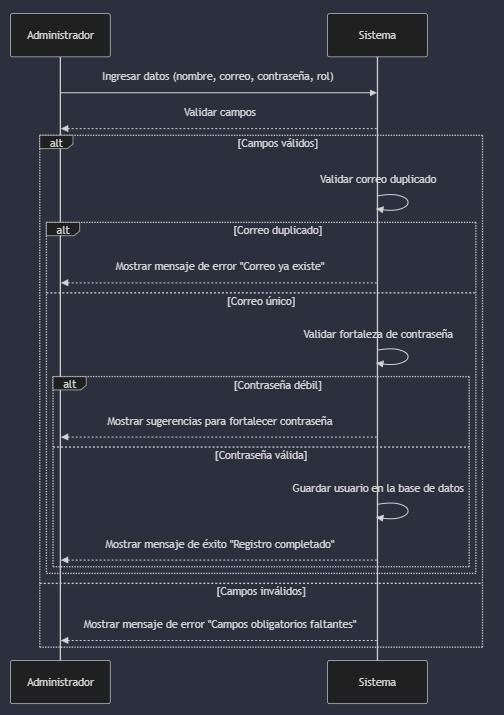 Administrador
Sistema
Ingresar datos (nombre, correo, contraseña, rol)
Validar campos
alt
[Campos válidos]
Validar correo duplicado
alt
[Correo duplicado]
Mostrar mensaje de error "Correo ya existe"
[Correo único]
Validar fortaleza de contraseña
alt
[Contraseña débil]
Mostrar sugerencias para fortalecer contraseña
[Contraseña válida]
Guardar usuario en la base de datos
Mostrar mensaje de éxito "Registro completado"
[Campos inválidos]
Mostrar mensaje de error "Campos obligatorios faltantes"
Administrador
Sistema